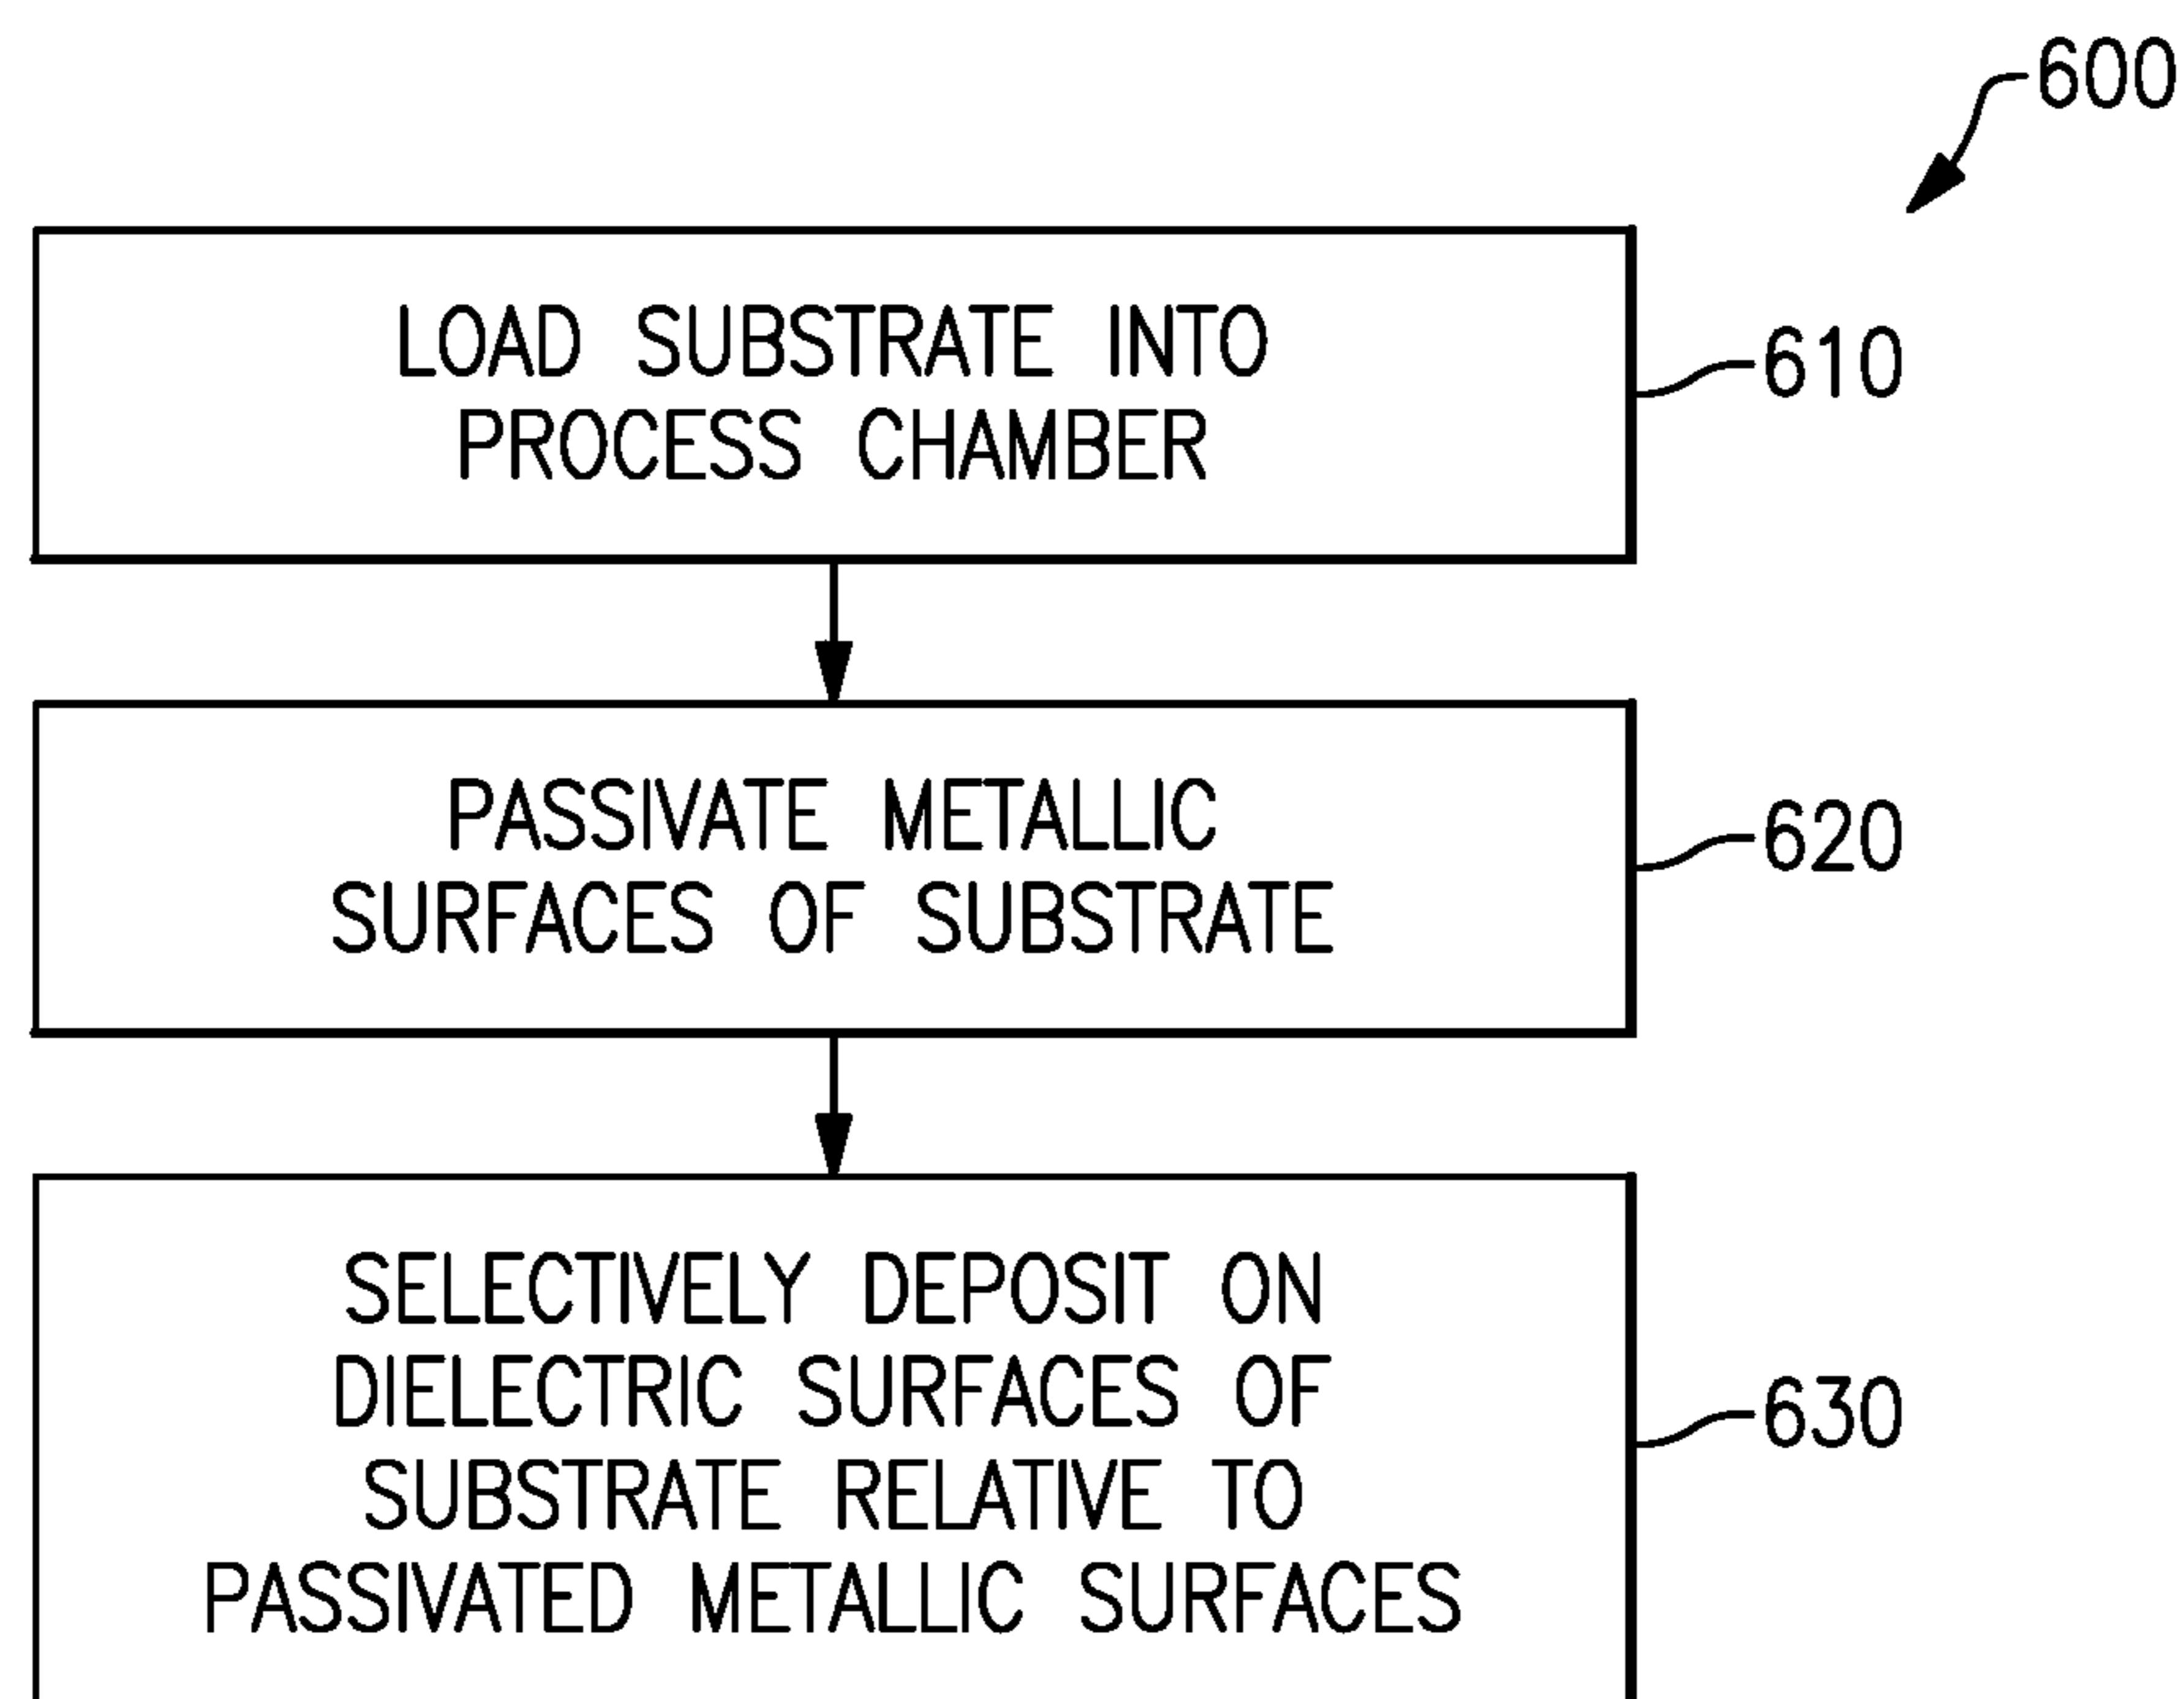 600
LOAD SUBSTRATE INTO
PROCESS CHAMBER
610
PASSIVATE METALLIC
SURFACES OF SUBSTRATE
620
SELECTIVELY DEPOSIT ON
DIELECTRIC SURFACES OF
SUBSTRATE RELATIVE TO
PASSIVATED METALLIC SURFACES
630